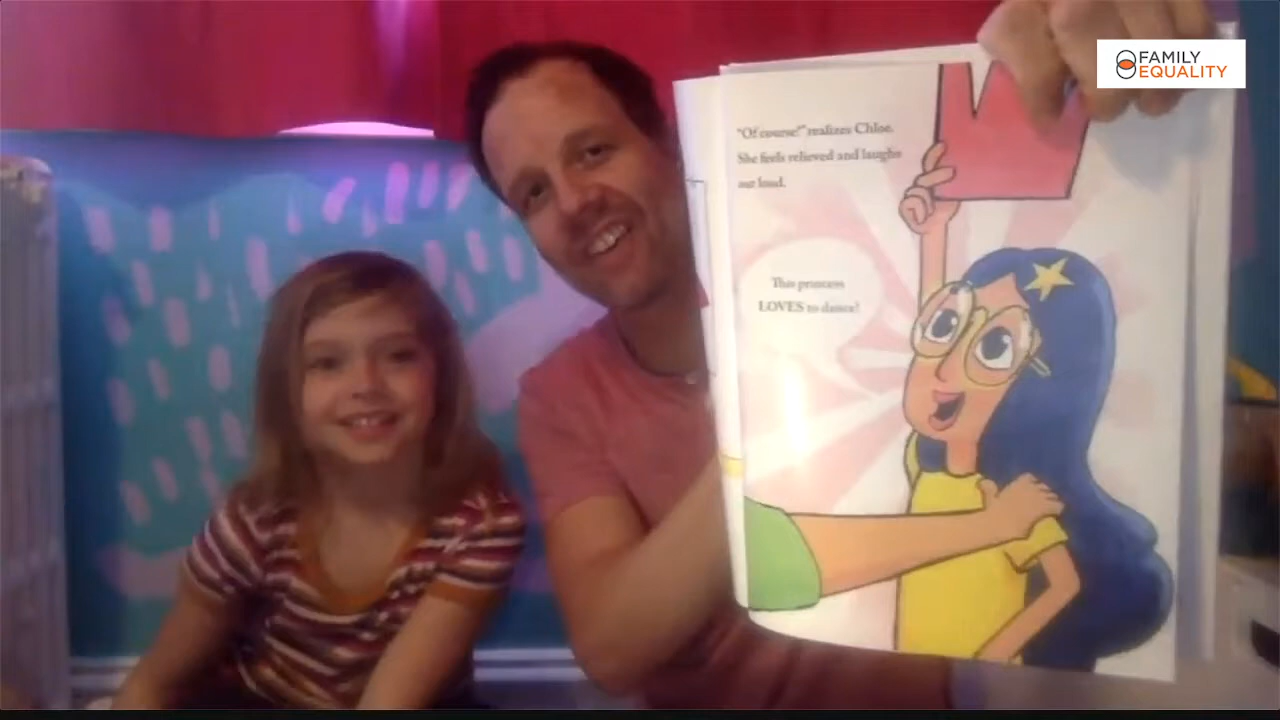 FAMILY
EQUALITY
"Of course!" realizes Chloe.
She feels relieved and laughs
out loud.
This princess
LOVES to dance!